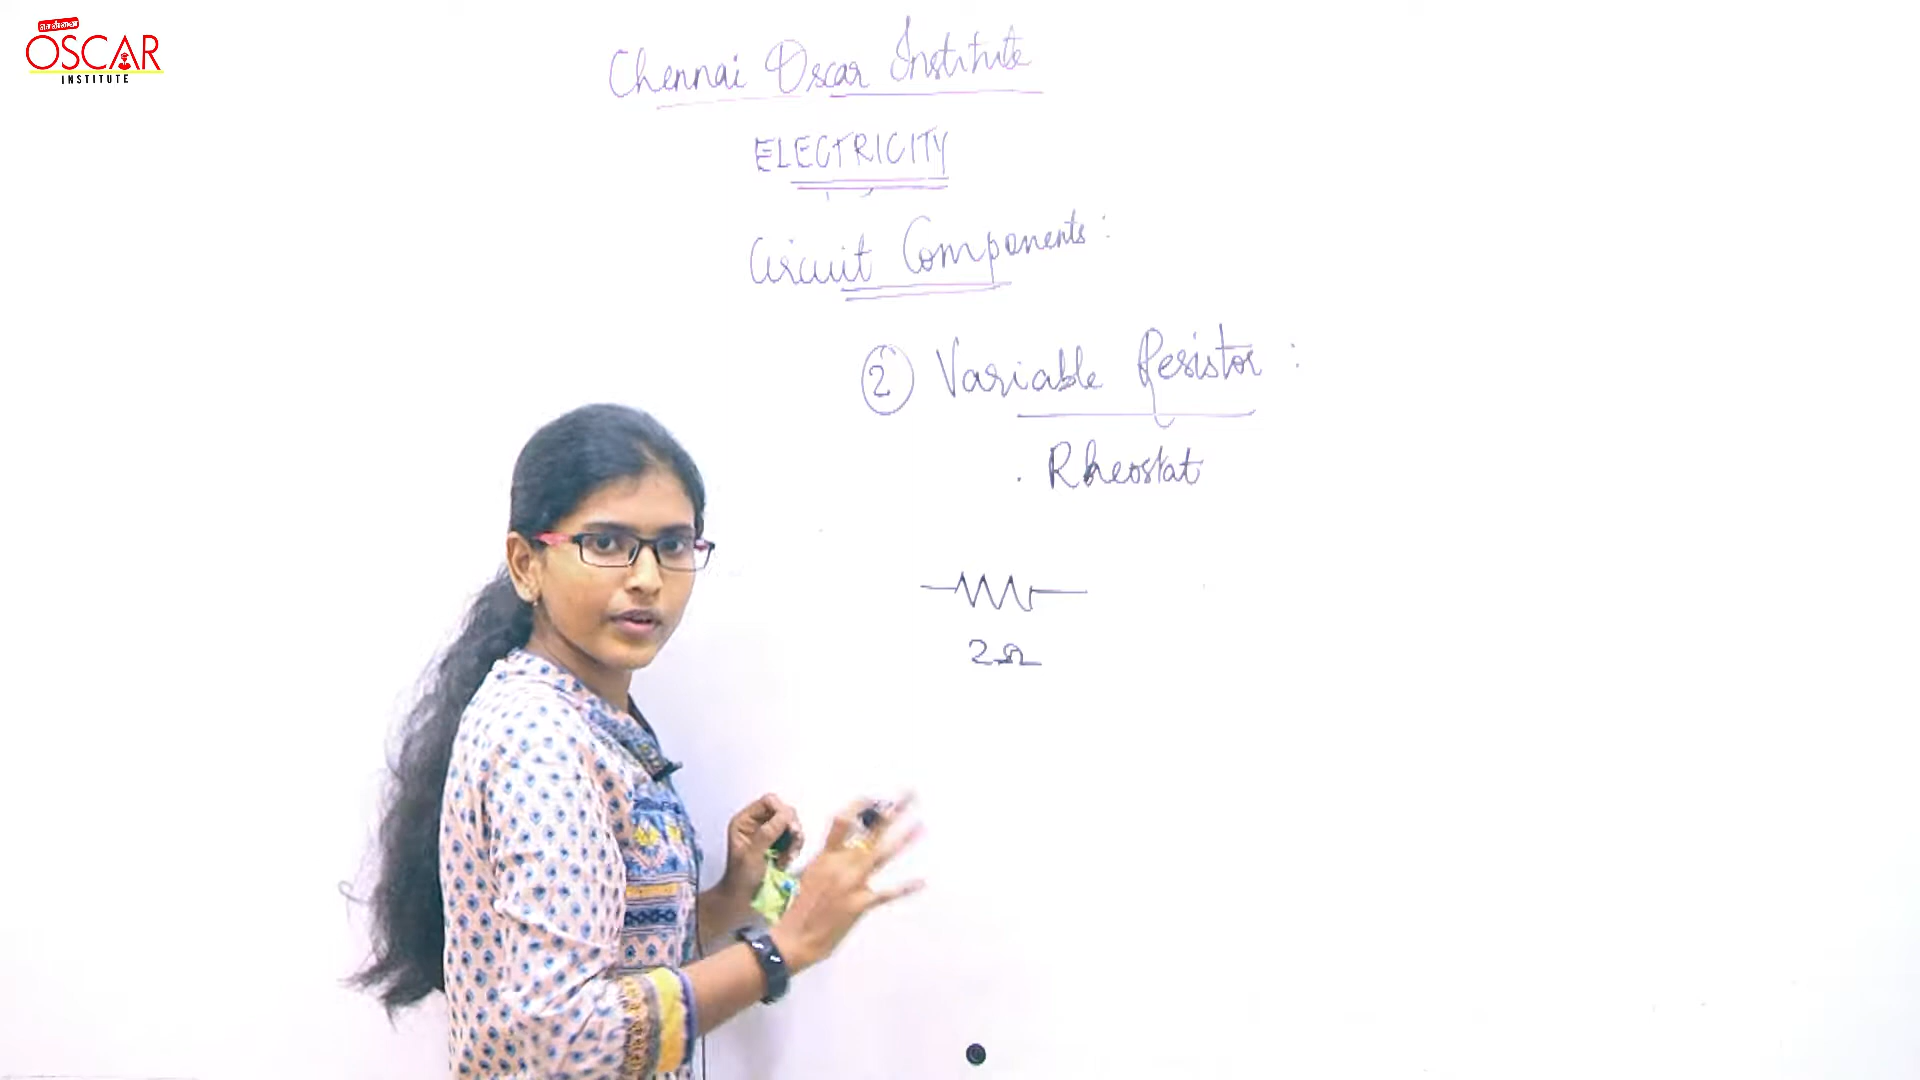 OSCAR
INSTITUTE
Chennai Oscar Institute
ELECTRICITY
Circuit Components:
② Variable Resistor:
. Rheostat
2Ω